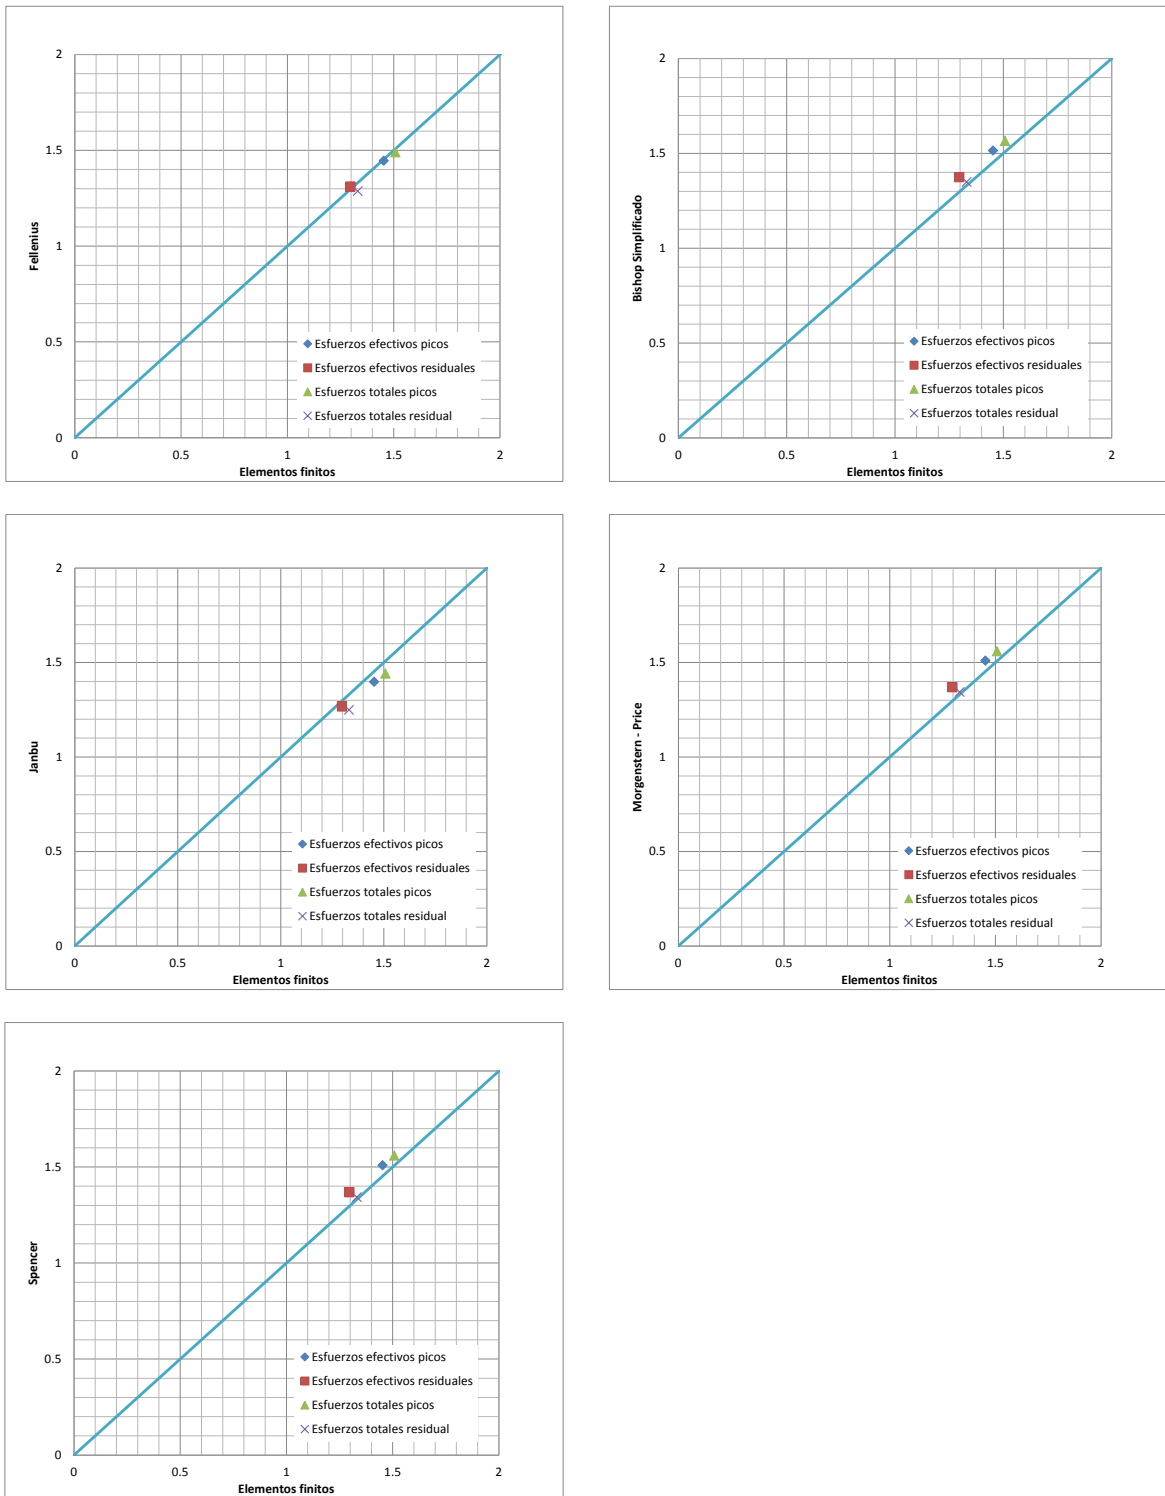 2
1.5
1
0.5
0
Fellenius
0
0.5
1
1.5
2
Elementos finitos
Esfuerzos efectivos picos
Esfuerzos efectivos residuales
Esfuerzos totales picos
Esfuerzos totales residual
2
1.5
1
0.5
0
Bishop Simplificado
0
0.5
1
1.5
2
Elementos finitos
Esfuerzos efectivos picos
Esfuerzos efectivos residuales
Esfuerzos totales picos
Esfuerzos totales residual
2
1.5
1
0.5
0
Janbu
0
0.5
1
1.5
2
Elementos finitos
Esfuerzos efectivos picos
Esfuerzos efectivos residuales
Esfuerzos totales picos
Esfuerzos totales residual
2
1.5
1
0.5
0
Morgenstern - Price
0
0.5
1
1.5
2
Elementos finitos
Esfuerzos efectivos picos
Esfuerzos efectivos residuales
Esfuerzos totales picos
Esfuerzos totales residual
2
1.5
1
0.5
0
Spencer
0
0.5
1
1.5
2
Elementos finitos
Esfuerzos efectivos picos
Esfuerzos efectivos residuales
Esfuerzos totales picos
Esfuerzos totales residual